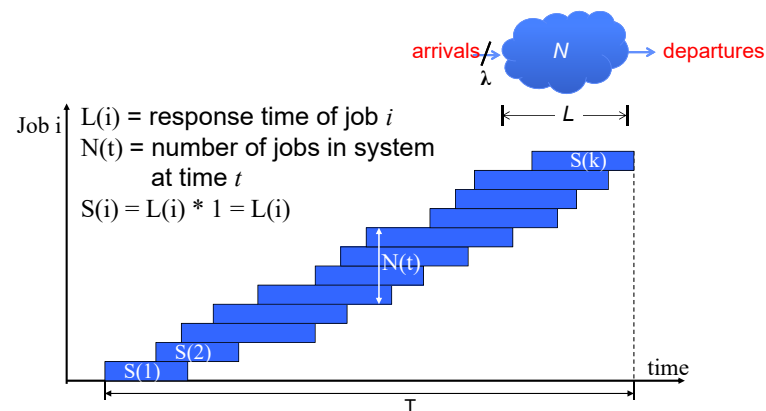 arrivals
N
departures
λ
L
Job i
L(i) = response time of job i
N(t) = number of jobs in system
at time t
S(i) = L(i) * 1 = L(i)
S(k)
N(t)
S(2)
S(1)
time
T